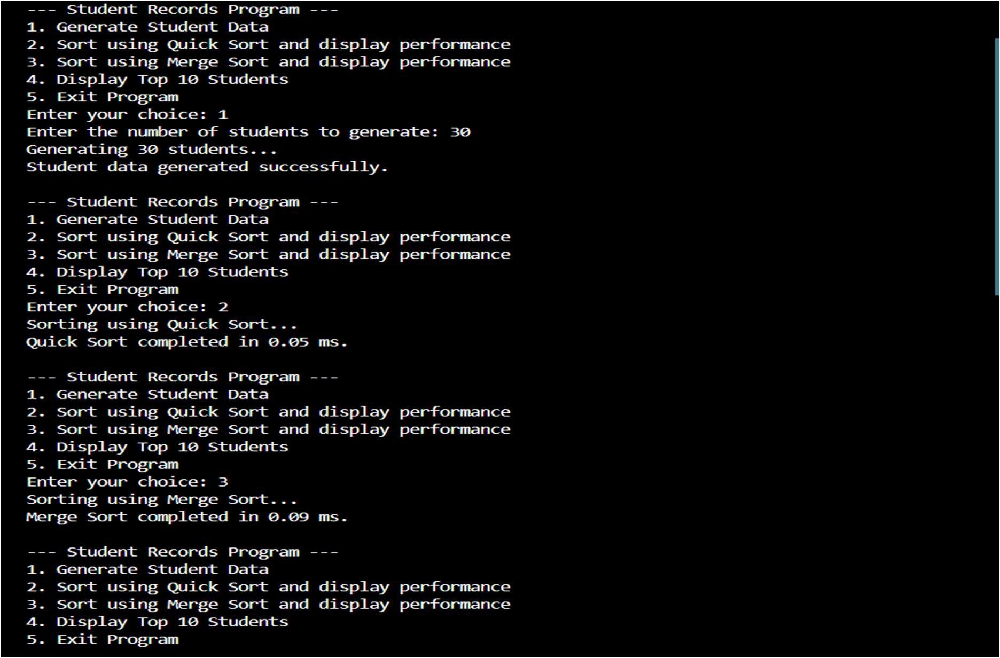 --- Student Records Program ---
1. Generate Student Data
2. Sort using Quick Sort and display performance
3. Sort using Merge Sort and display performance
4. Display Top 10 Students
5. Exit Program
Enter your choice: 1
Enter the number of students to generate: 30
Generating 30 students...
Student data generated successfully.
--- Student Records Program ---
1. Generate Student Data
2. Sort using Quick Sort and display performance
3. Sort using Merge Sort and display performance
4. Display Top 10 Students
5. Exit Program
Enter your choice: 2
Sorting using Quick Sort...
Quick Sort completed in 0.05 ms.
--- Student Records Program ---
1. Generate Student Data
2. Sort using Quick Sort and display performance
3. Sort using Merge Sort and display performance
4. Display Top 10 Students
5. Exit Program
Enter your choice: 3
Sorting using Merge Sort...
Merge Sort completed in 0.09 ms.
--- Student Records Program ---
1. Generate Student Data
2. Sort using Quick Sort and display performance
3. Sort using Merge Sort and display performance
4. Display Top 10 Students
5. Exit Program